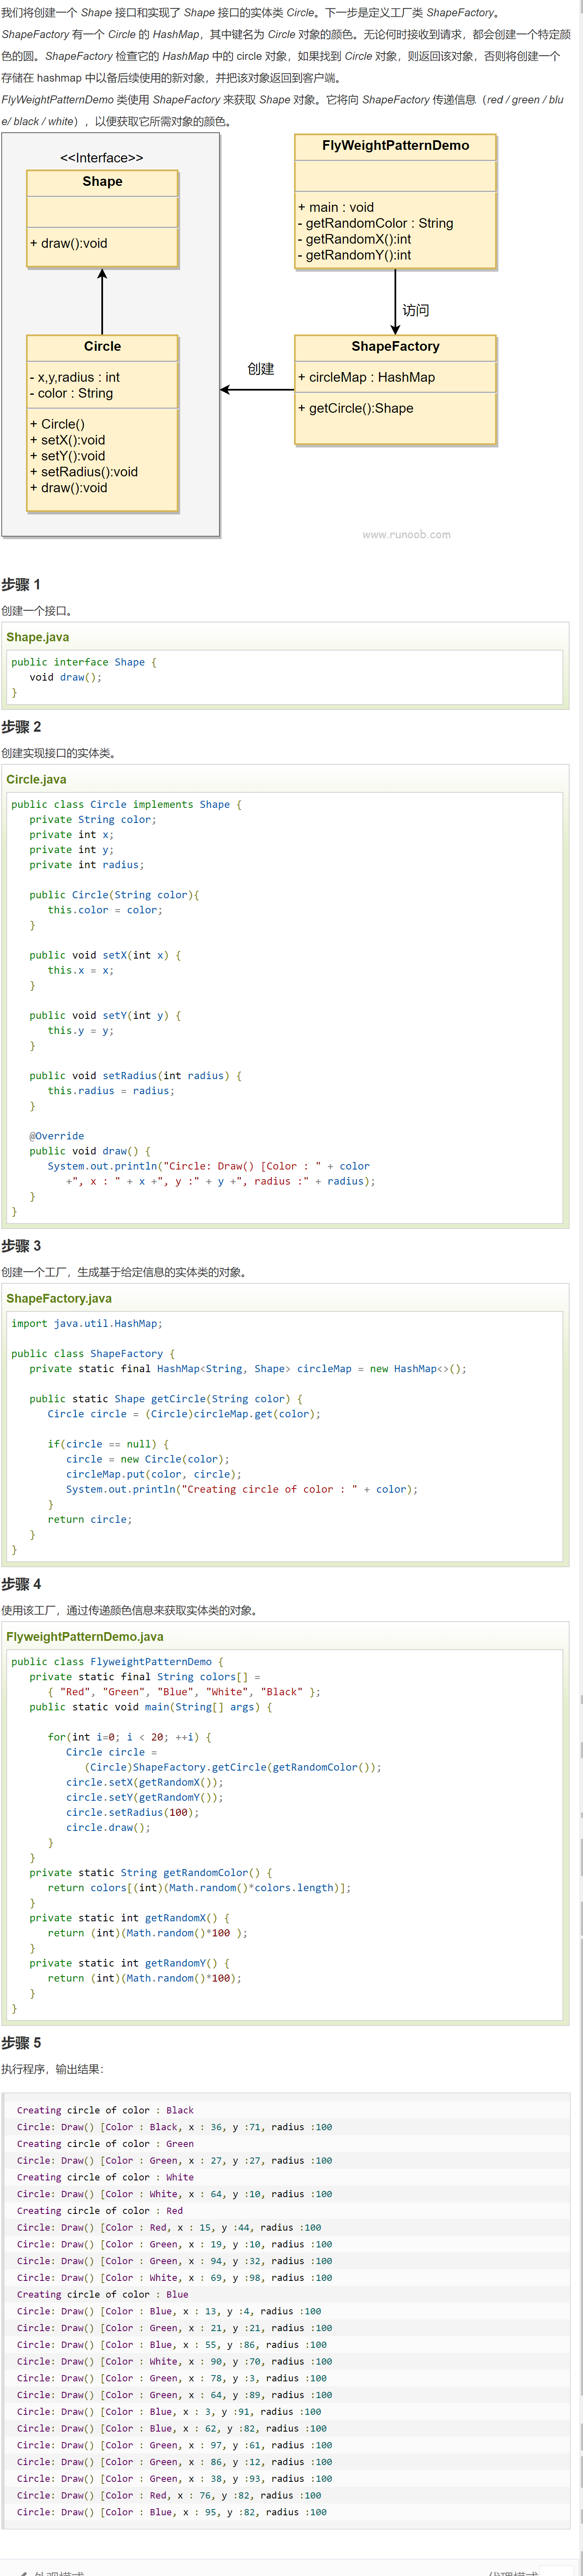 我们将创建一个 Shape 接口和实现了 Shape 接口的实体类 Circle。下一步是定义工厂类 ShapeFactory。
ShapeFactory 有一个 Circle 的 HashMap，其中键名为 Circle 对象的颜色。无论何时接收到请求，都会创建一个特定颜
色的圆。ShapeFactory 检查它的 HashMap 中的 circle 对象，如果找到 Circle 对象，则返回该对象，否则将创建一个
存储在 hashmap 中以备后续使用的新对象，并把该对象返回到客户端。
FlyWeightPatternDemo 类使用 ShapeFactory 来获取 Shape 对象。它将向 ShapeFactory 传递信息（red / green / blu
e/ black / white），以便获取它所需对象的颜色。
<<Interface>>
Shape
+ draw():void
FlyWeightPatternDemo
+ main : void
- getRandomColor : String
- getRandomX():int
- getRandomY():int
访问
Circle
- x,y,radius : int
- color : String
+ Circle()
+ setX():void
+ setY():void
+ setRadius():void
+ draw():void
创建
ShapeFactory
+ circleMap : HashMap
+ getCircle():Shape
www.runoob.com
步骤 1
创建一个接口。
Shape.java
public interface Shape {
void draw();
}
步骤 2
创建实现接口的实体类。
Circle.java
public class Circle implements Shape {
private String color;
private int x;
private int y;
private int radius;
public Circle(String color){
this.color = color;
}
public void setX(int x) {
this.x = x;
}
public void setY(int y) {
this.y = y;
}
public void setRadius(int radius) {
this.radius = radius;
}
@Override
public void draw() {
System.out.println("Circle: Draw() [Color : " + color
+", x : " + x +", y :" + y +", radius :" + radius);
}
}
步骤 3
创建一个工厂，生成基于给定信息的实体类的对象。
ShapeFactory.java
import java.util.HashMap;
public class ShapeFactory {
private static final HashMap<String, Shape> circleMap = new HashMap<>();
public static Shape getCircle(String color) {
Circle circle = (Circle)circleMap.get(color);
if(circle == null) {
circle = new Circle(color);
circleMap.put(color, circle);
System.out.println("Creating circle of color : " + color);
}
return circle;
}
}
步骤 4
使用该工厂，通过传递颜色信息来获取实体类的对象。
FlyweightPatternDemo.java
public class FlyweightPatternDemo {
private static final String colors[] =
{ "Red", "Green", "Blue", "White", "Black" };
public static void main(String[] args) {
for(int i=0; i < 20; ++i) {
Circle circle =
(Circle)ShapeFactory.getCircle(getRandomColor());
circle.setX(getRandomX());
circle.setY(getRandomY());
circle.setRadius(100);
circle.draw();
}
}
private static String getRandomColor() {
return colors[(int)(Math.random()*colors.length)];
}
private static int getRandomX() {
return (int)(Math.random()*100 );
}
private static int getRandomY() {
return (int)(Math.random()*100);
}
}
步骤 5
执行程序，输出结果：
Creating circle of color : Black
Circle: Draw() [Color : Black, x : 36, y :71, radius :100
Creating circle of color : Green
Circle: Draw() [Color : Green, x : 27, y :27, radius :100
Creating circle of color : White
Circle: Draw() [Color : White, x : 64, y :10, radius :100
Creating circle of color : Red
Circle: Draw() [Color : Red, x : 15, y :44, radius :100
Circle: Draw() [Color : Green, x : 19, y :10, radius :100
Circle: Draw() [Color : Green, x : 94, y :32, radius :100
Circle: Draw() [Color : White, x : 69, y :98, radius :100
Creating circle of color : Blue
Circle: Draw() [Color : Blue, x : 13, y :4, radius :100
Circle: Draw() [Color : Green, x : 21, y :21, radius :100
Circle: Draw() [Color : Blue, x : 55, y :86, radius :100
Circle: Draw() [Color : White, x : 90, y :70, radius :100
Circle: Draw() [Color : Green, x : 78, y :3, radius :100
Circle: Draw() [Color : Green, x : 64, y :89, radius :100
Circle: Draw() [Color : Blue, x : 3, y :91, radius :100
Circle: Draw() [Color : Blue, x : 62, y :82, radius :100
Circle: Draw() [Color : Green, x : 97, y :61, radius :100
Circle: Draw() [Color : Green, x : 86, y :12, radius :100
Circle: Draw() [Color : Green, x : 38, y :93, radius :100
Circle: Draw() [Color : Red, x : 76, y :82, radius :100
Circle: Draw() [Color : Blue, x : 95, y :82, radius :100